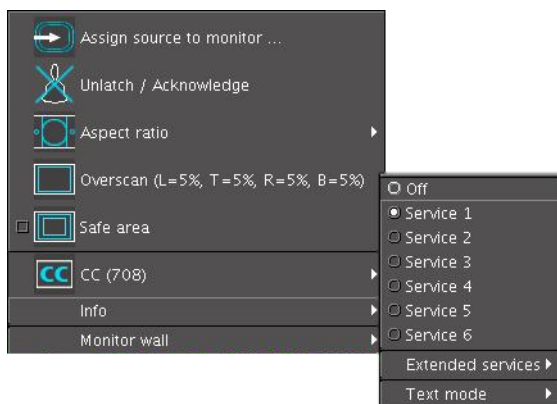 Assign source to monitor ...
Unlatch / Acknowledge
Aspect ratio
Overscan (L=5%, T=5%, R=5%, B=5%)
Safe area
CC CC (708)
Info
Monitor wall
Off
Service 1
Service 2
Service 3
Service 4
Service 5
Service 6
Extended services
Text mode